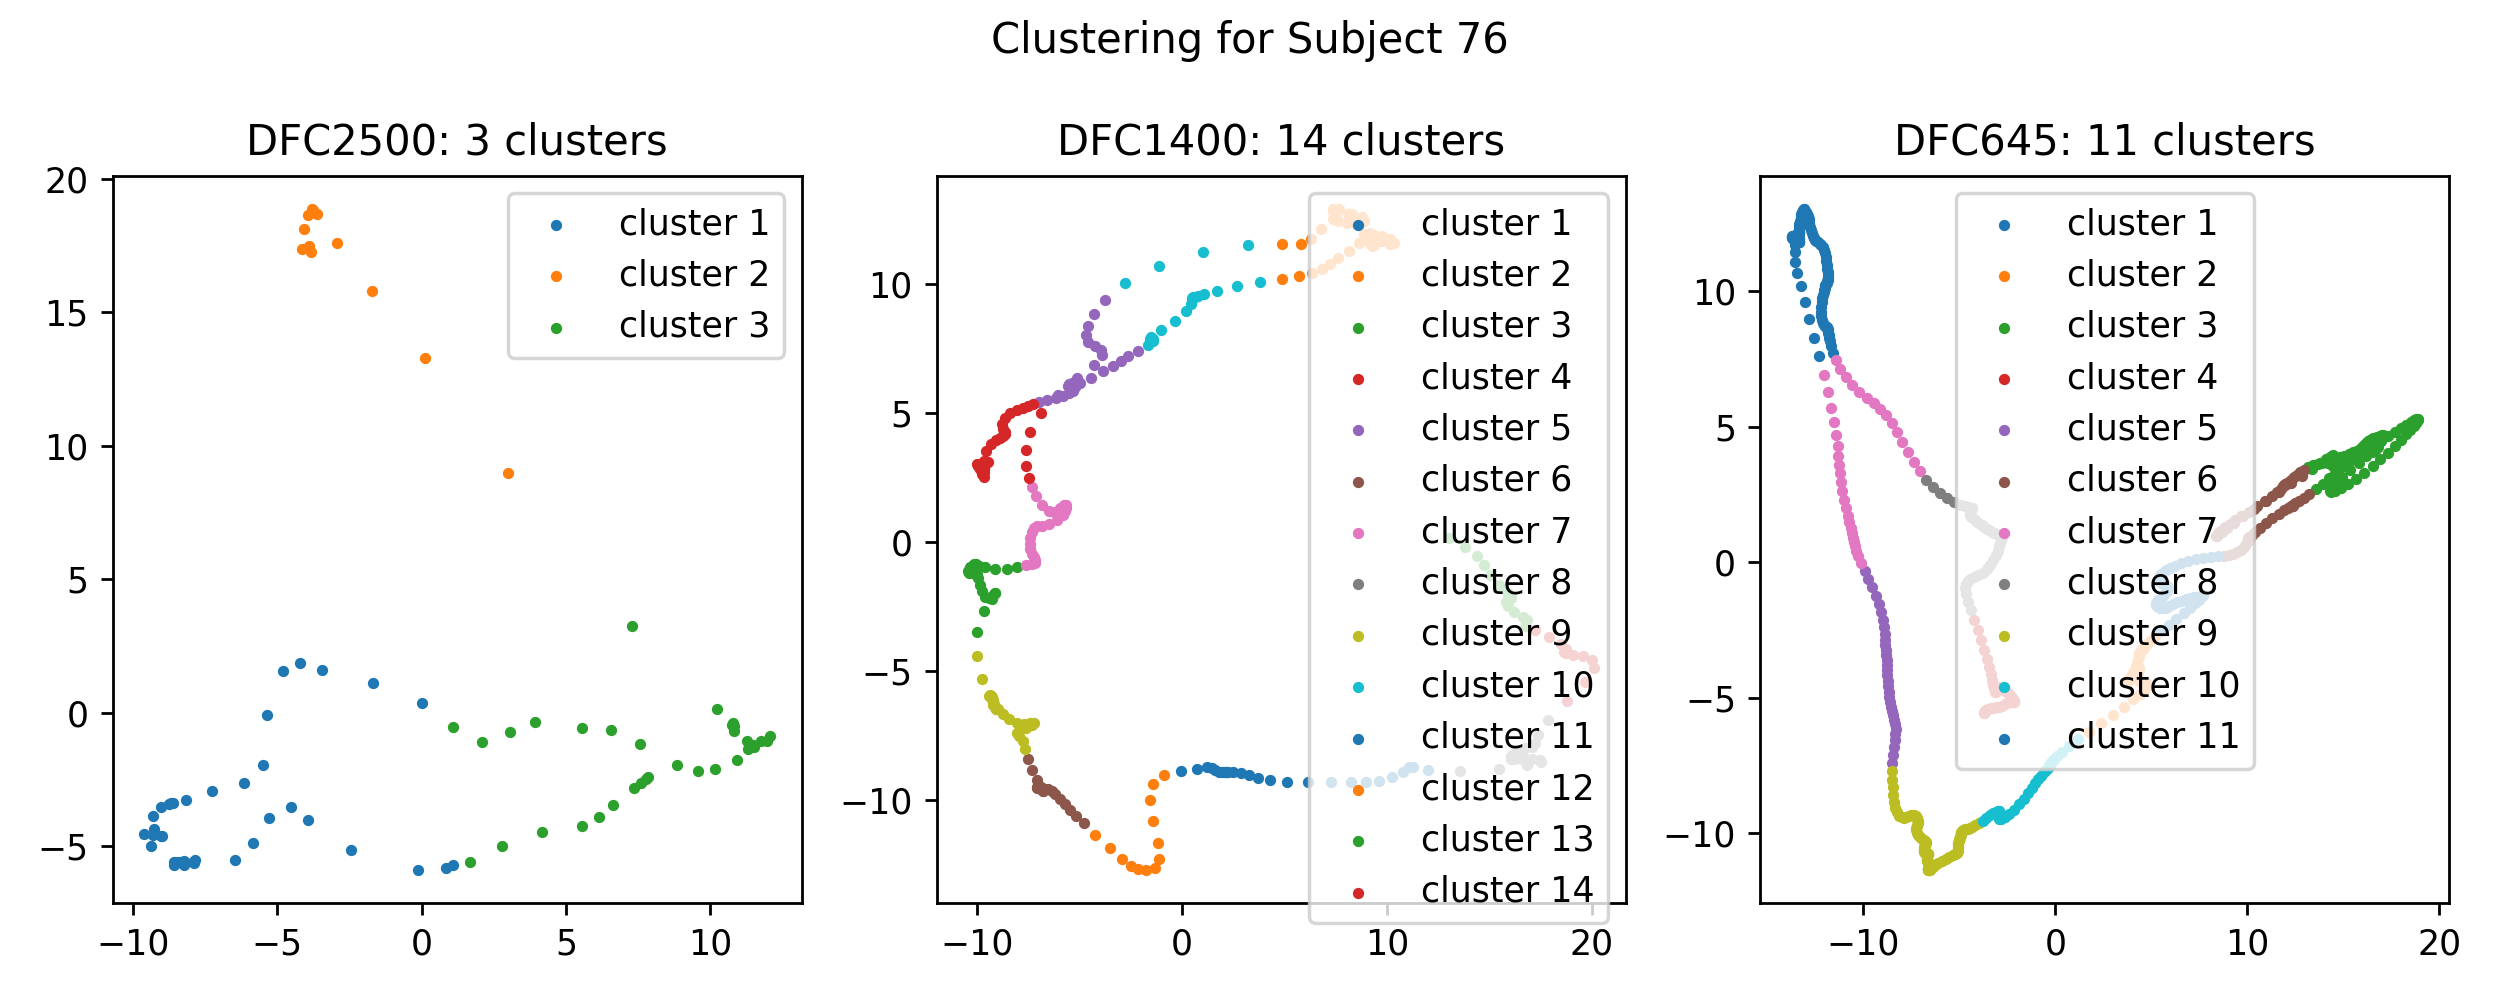 Clustering for Subject 76
DFC2500: 3 clusters
20
15
10
5
0
−5
−10
−5
0
5
10
cluster 1
cluster 2
cluster 3
DFC1400: 14 clusters
10
5
0
−5
−10
−10
0
10
20
cluster 1
cluster 2
cluster 3
cluster 4
cluster 5
cluster 6
cluster 7
cluster 8
cluster 9
cluster 10
cluster 11
cluster 12
cluster 13
cluster 14
DFC645: 11 clusters
10
5
0
−5
−10
−10
0
10
20
cluster 1
cluster 2
cluster 3
cluster 4
cluster 5
cluster 6
cluster 7
cluster 8
cluster 9
cluster 10
cluster 11